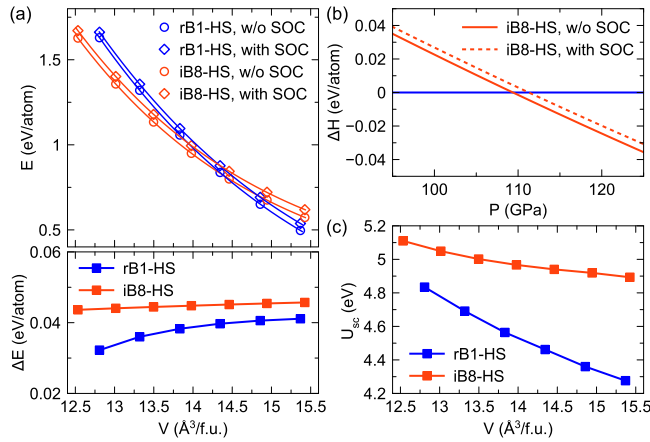 (a)
rB1-HS, w/o SOC
rB1-HS, with SOC
iB8-HS, w/o SOC
iB8-HS, with SOC
E (eV/atom)
1.5
1
0.5
0.06
0.04
0.02
rB1-HS
iB8-HS
ΔE (eV/atom)
12.5 13 13.5 14 14.5 15 15.5
V (Å³/f.u.)
(b)
iB8-HS, w/o SOC
iB8-HS, with SOC
ΔH (eV/atom)
0.04
0.02
0
−0.02
−0.04
100 110 120
P (GPa)
(c)
U_sc (eV)
5.2
5
4.8
4.6
4.4
4.2
rB1-HS
iB8-HS
12.5 13 13.5 14 14.5 15 15.5
V (Å³/f.u.)